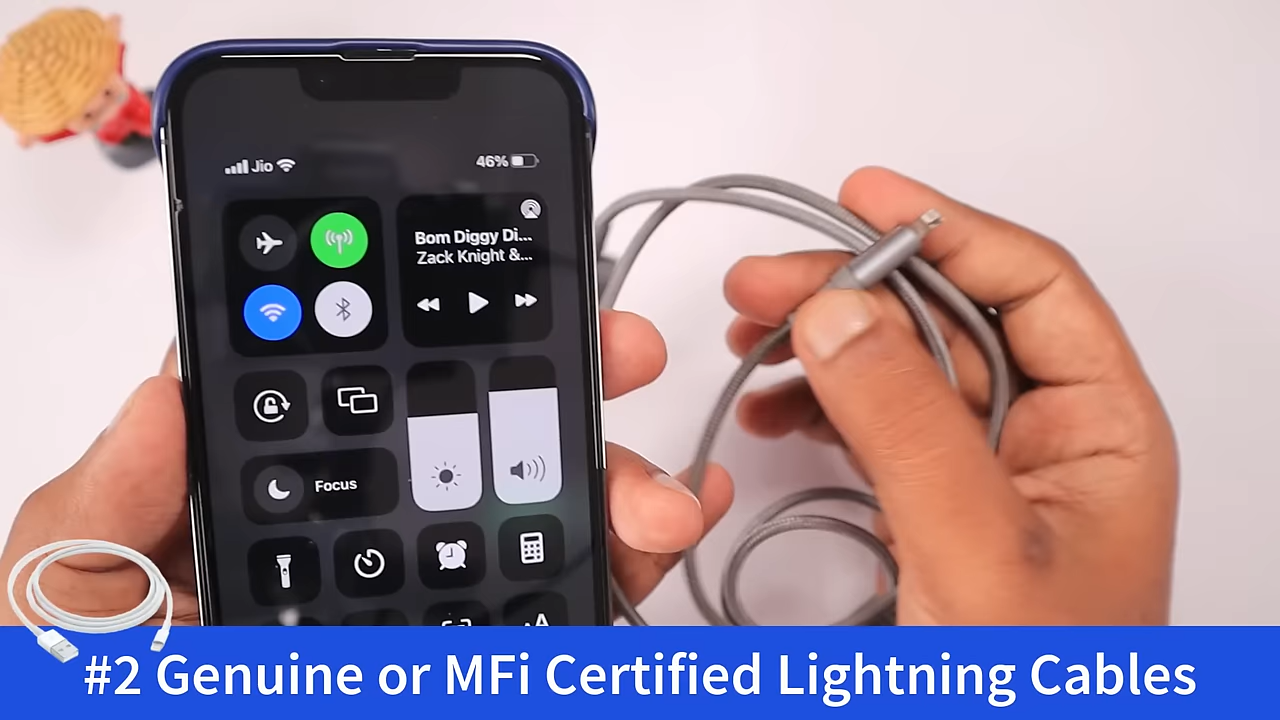 Jio
46%
Bom Diggy Di...
Zack Knight &...
Focus
#2 Genuine or MFi Certified Lightning Cables